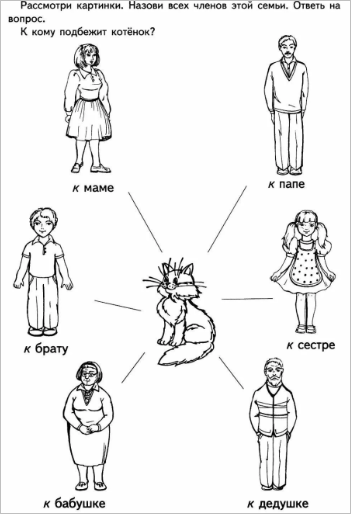 Рассмотри картинки. Назови всех членов этой семьи. Ответь на
вопрос.
К кому подбежит котёнок?
к маме
к папе
к брату
к сестре
к бабушке
к дедушке